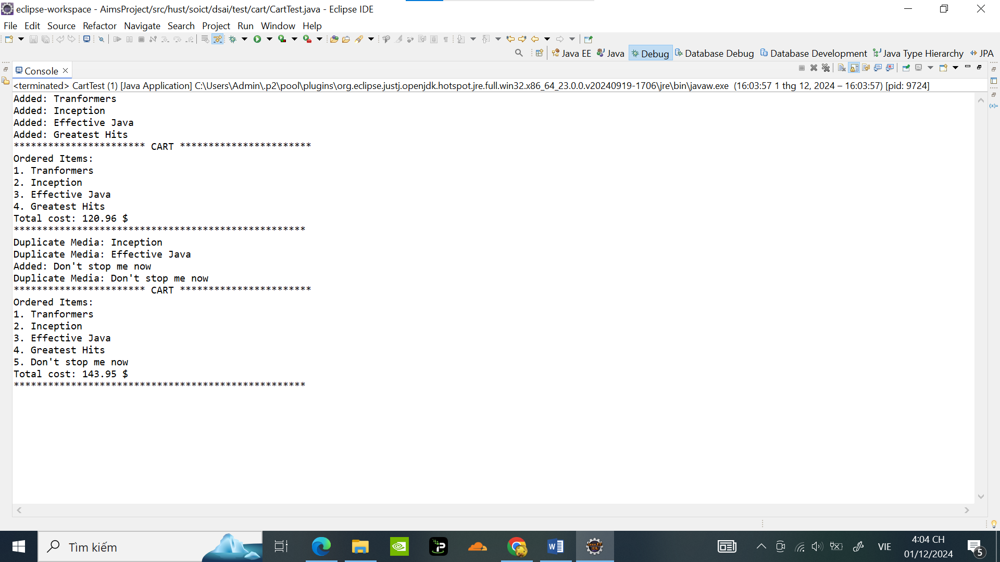 eclipse-workspace - AimsProject/src/hust/soict/dsai/test/cart/CartTest.java - Eclipse IDE
File Edit Source Refactor Navigate Search Project Run Window Help
Java EE Java Debug Database Debug Database Development Java Type Hierarchy JPA
Console
<terminated> CartTest (1) [Java Application] C:\Users\Admin\.p2\pool\plugins\org.eclipse.justj.openjdk.hotspot.jre.full.win32.x86_64_23.0.0.v20240919-1706\jre\bin\javaw.exe (16:03:57 1 thg 12, 2024 – 16:03:57) [pid: 9724]
Added: Tranformers
Added: Inception
Added: Effective Java
Added: Greatest Hits
*********************** CART ***********************
Ordered Items:
1. Tranformers
2. Inception
3. Effective Java
4. Greatest Hits
Total cost: 120.96 $
***************************************************
Duplicate Media: Inception
Duplicate Media: Effective Java
Added: Don't stop me now
Duplicate Media: Don't stop me now
*********************** CART ***********************
Ordered Items:
1. Tranformers
2. Inception
3. Effective Java
4. Greatest Hits
5. Don't stop me now
Total cost: 143.95 $
***************************************************
Tìm kiếm
VIE
4:04 CH
01/12/2024
5